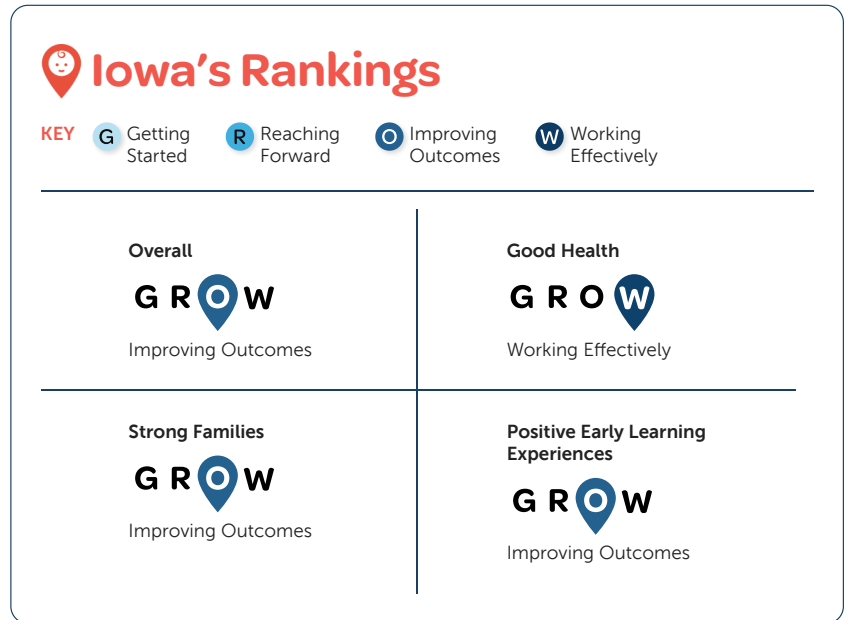 Iowa's Rankings
KEY
G Getting Started
R Reaching Forward
O Improving Outcomes
W Working Effectively
Overall
G R O W
Improving Outcomes
Good Health
G R O W
Working Effectively
Strong Families
G R O W
Improving Outcomes
Positive Early Learning
Experiences
G R O W
Improving Outcomes